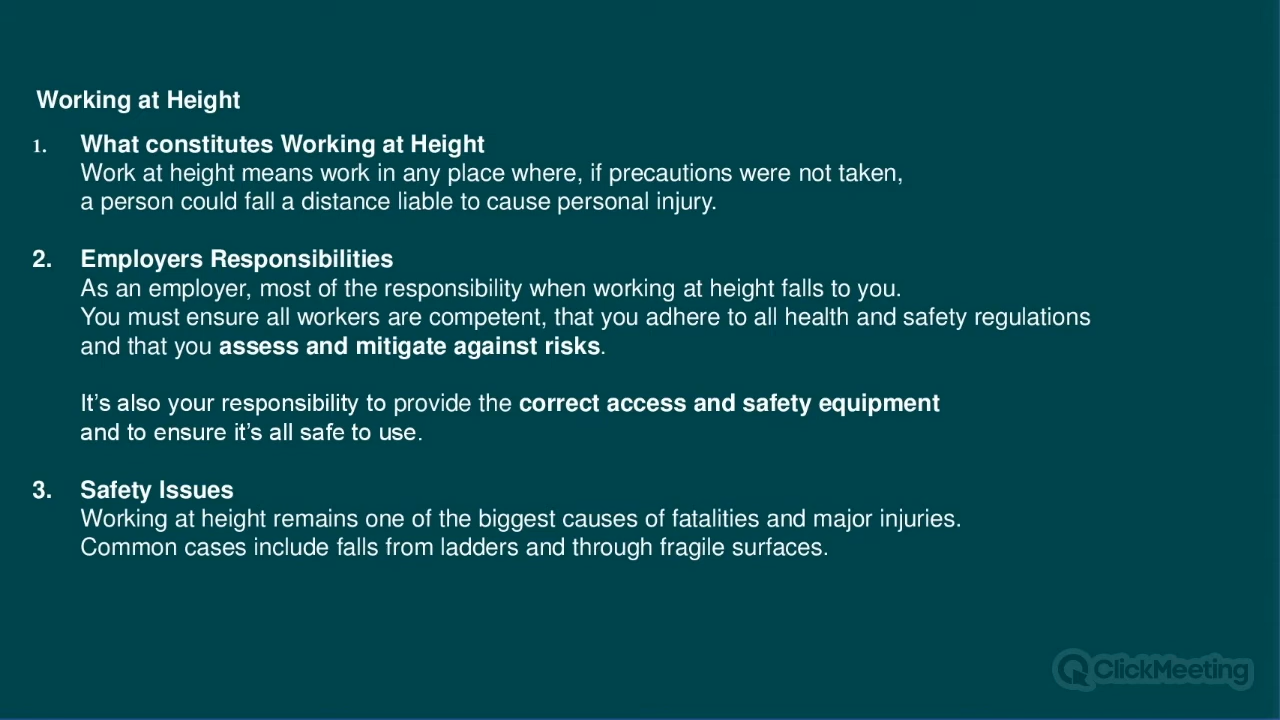 Working at Height
1. What constitutes Working at Height
Work at height means work in any place where, if precautions were not taken,
a person could fall a distance liable to cause personal injury.
2. Employers Responsibilities
As an employer, most of the responsibility when working at height falls to you.
You must ensure all workers are competent, that you adhere to all health and safety regulations
and that you assess and mitigate against risks.
It’s also your responsibility to provide the correct access and safety equipment
and to ensure it’s all safe to use.
3. Safety Issues
Working at height remains one of the biggest causes of fatalities and major injuries.
Common cases include falls from ladders and through fragile surfaces.
ClickMeeting